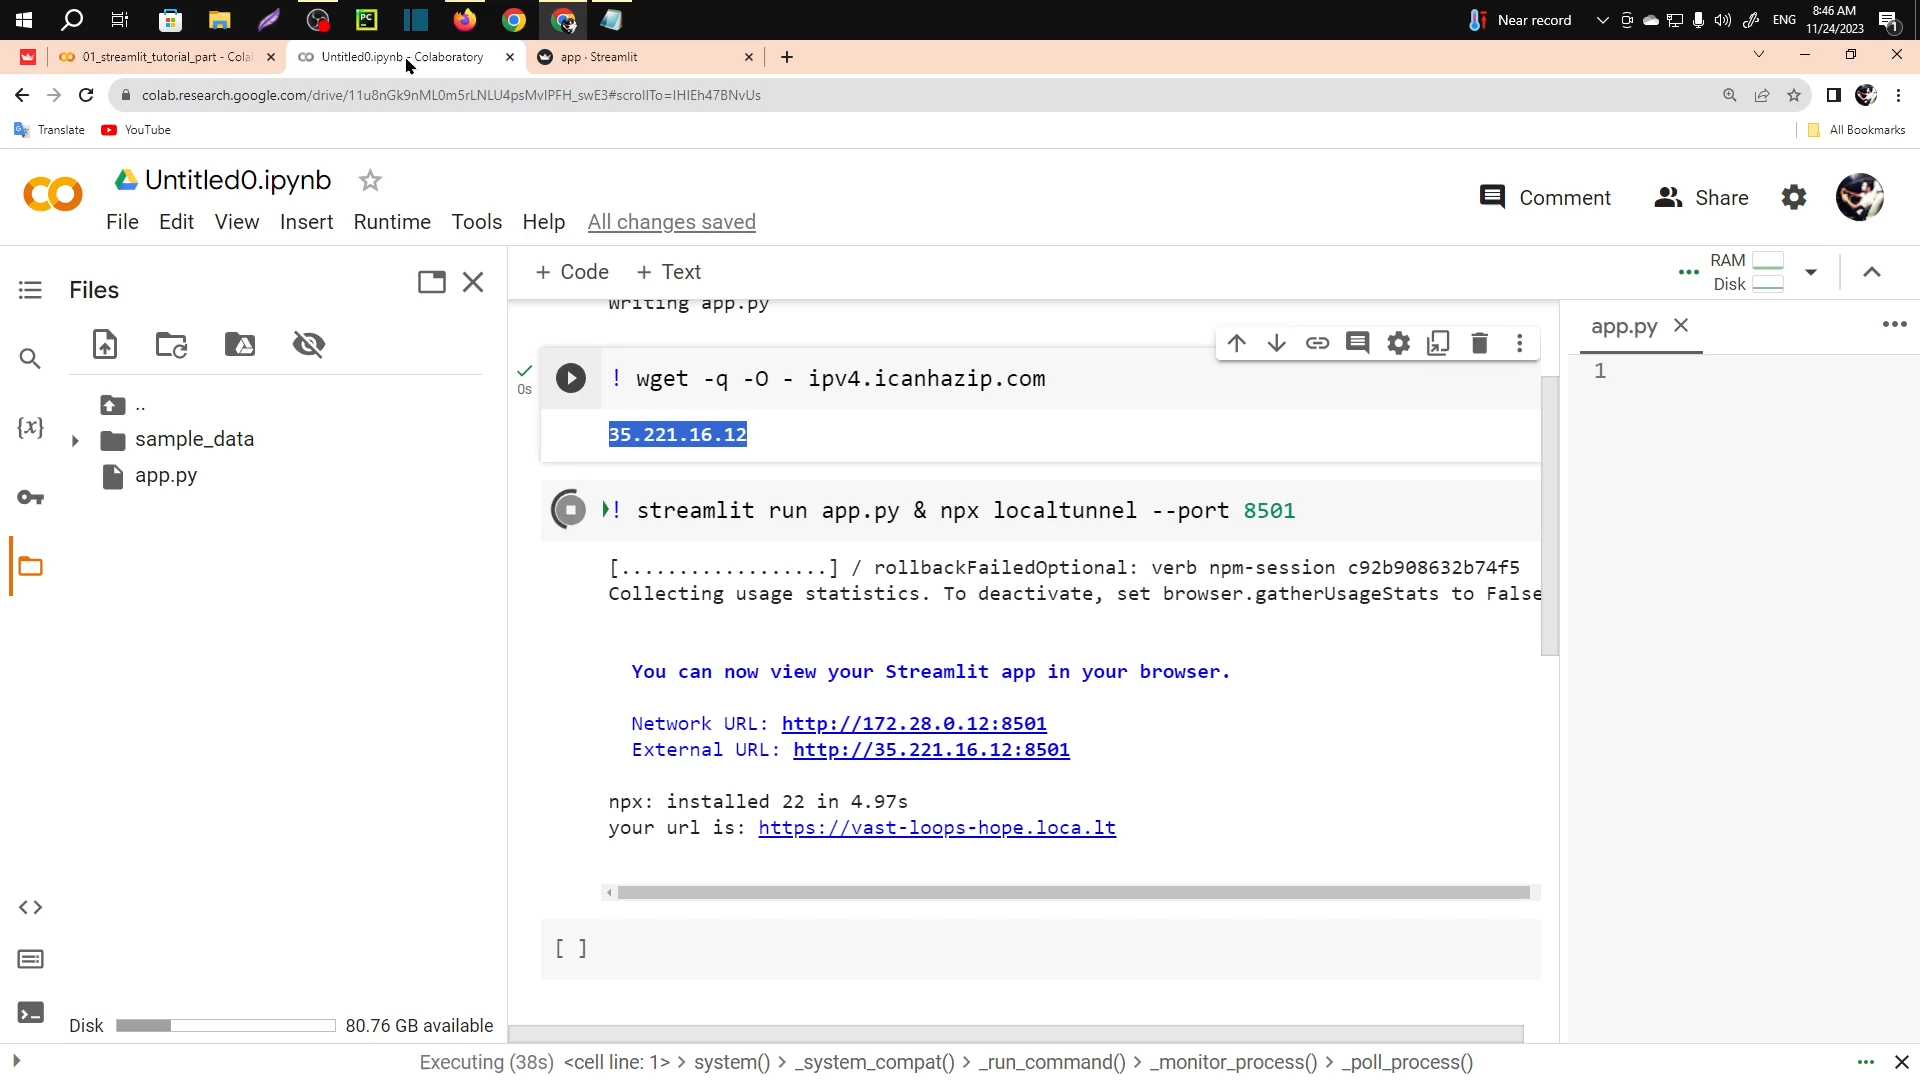 Near record
ENG
8:46 AM
11/24/2023
1
01_streamlit_tutorial_part - Cola
Untitled0.ipynb - Colaboratory
app · Streamlit
colab.research.google.com/drive/11u8nGk9nML0m5rLNLU4psMvIPFH_swE3#scrollTo=IHIEh47BNvUs
Translate
YouTube
All Bookmarks
Untitled0.ipynb
Comment
Share
File Edit View Insert Runtime Tools Help All changes saved
Files
+ Code + Text
RAM
Disk
writing app.py
app.py
1
..
sample_data
app.py
{x}
0s
! wget -q -O - ipv4.icanhazip.com
35.221.16.12
! streamlit run app.py & npx localtunnel --port 8501
[..................] / rollbackFailedOptional: verb npm-session c92b908632b74f5
Collecting usage statistics. To deactivate, set browser.gatherUsageStats to False
You can now view your Streamlit app in your browser.
Network URL: http://172.28.0.12:8501
External URL: http://35.221.16.12:8501
npx: installed 22 in 4.97s
your url is: https://vast-loops-hope.loca.lt
[ ]
Disk
80.76 GB available
Executing (38s) <cell line: 1> > system() > _system_compat() > _run_command() > _monitor_process() > _poll_process()